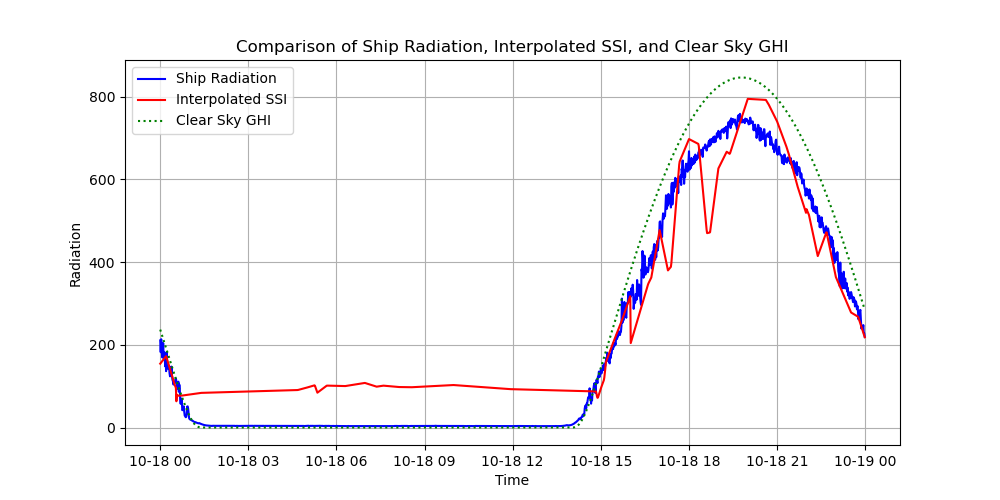 Comparison of Ship Radiation, Interpolated SSI, and Clear Sky GHI
Ship Radiation
Interpolated SSI
Clear Sky GHI
800
600
400
200
0
Radiation
10-18 00 10-18 03 10-18 06 10-18 09 10-18 12 10-18 15 10-18 18 10-18 21 10-19 00
Time